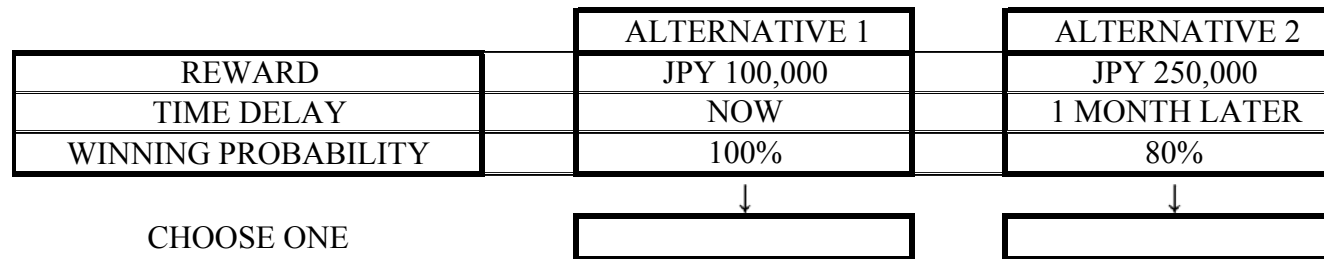 ALTERNATIVE 1 ALTERNATIVE 2
REWARD JPY 100,000 JPY 250,000
TIME DELAY NOW 1 MONTH LATER
WINNING PROBABILITY 100% 80%
↓ ↓
CHOOSE ONE